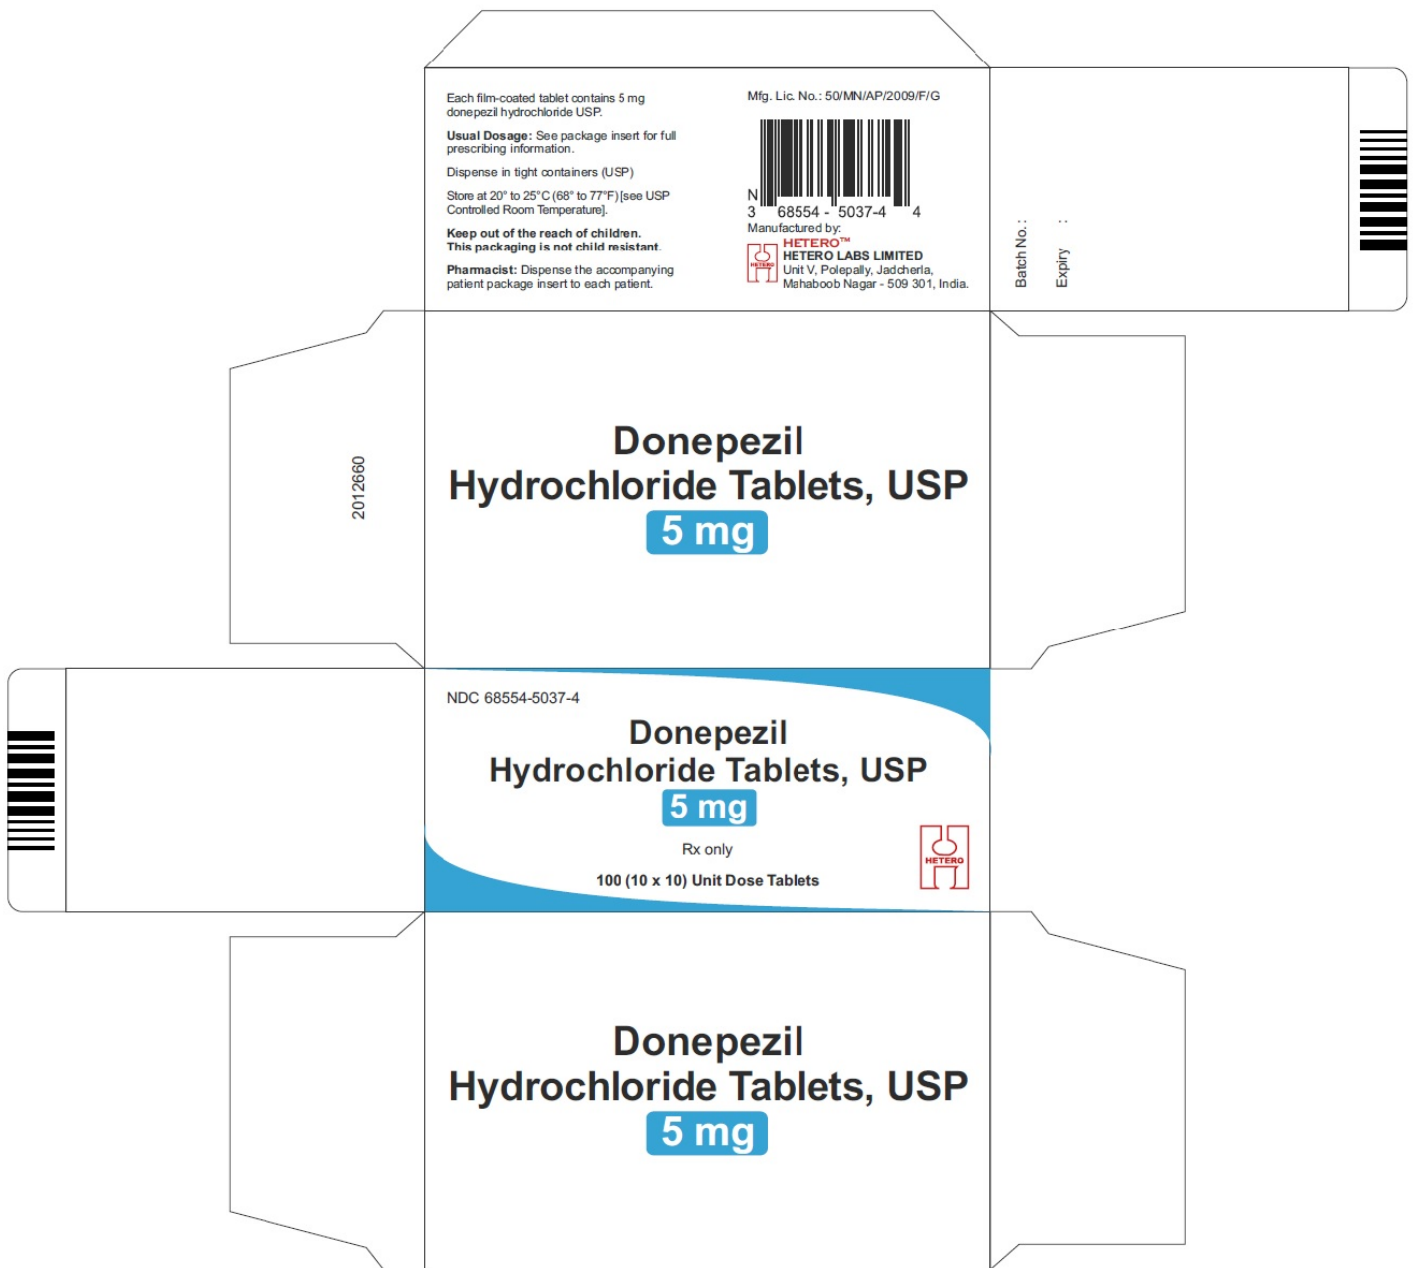 Each film-coated tablet contains 5 mg
donepezil hydrochloride USP.
Usual Dosage: See package insert for full
prescribing information.
Dispense in tight containers (USP)
Store at 20° to 25°C (68° to 77°F) [see USP
Controlled Room Temperature].
Keep out of the reach of children.
This packaging is not child resistant.
Pharmacist: Dispense the accompanying
patient package insert to each patient.
Mfg. Lic. No.: 50/MN/AP/2009/F/G
N
3 68554 - 5037-4 4
Manufactured by:
HETERO
HETERO™
HETERO LABS LIMITED
Unit V, Polepally, Jadcherla,
Mahaboob Nagar - 509 301, India.
Batch No. :
Expiry :
2012660
Donepezil
Hydrochloride Tablets, USP
5 mg
NDC 68554-5037-4
Donepezil
Hydrochloride Tablets, USP
5 mg
Rx only
100 (10 x 10) Unit Dose Tablets
HETERO
Donepezil
Hydrochloride Tablets, USP
5 mg